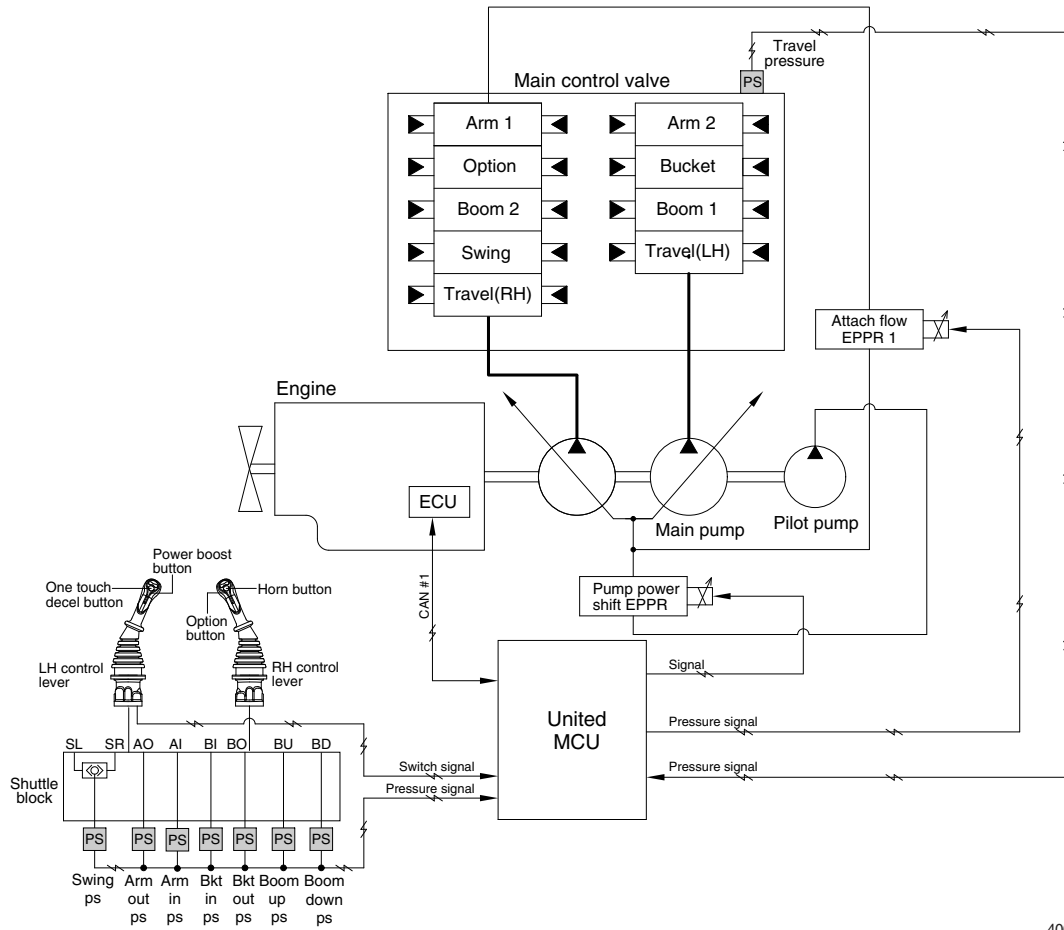 Travel
pressure
PS
Main control valve
Arm 1
Arm 2
Option
Bucket
Boom 2
Boom 1
Swing
Travel(LH)
Travel(RH)
Attach flow
EPPR 1
Engine
ECU
Main pump
Pilot pump
Pump power
shift EPPR
CAN #1
Power boost
button
One touch
decel button
Horn button
Option
button
LH control
lever
RH control
lever
Signal
United
MCU
Pressure signal
Switch signal
Pressure signal
Pressure signal
SL SR AO AI BI BO BU BD
Shuttle
block
PS PS PS PS PS PS PS
Swing
ps
Arm
out
ps
Arm
in
ps
Bkt
in
ps
Bkt
out
ps
Boom
up
ps
Boom
down
ps